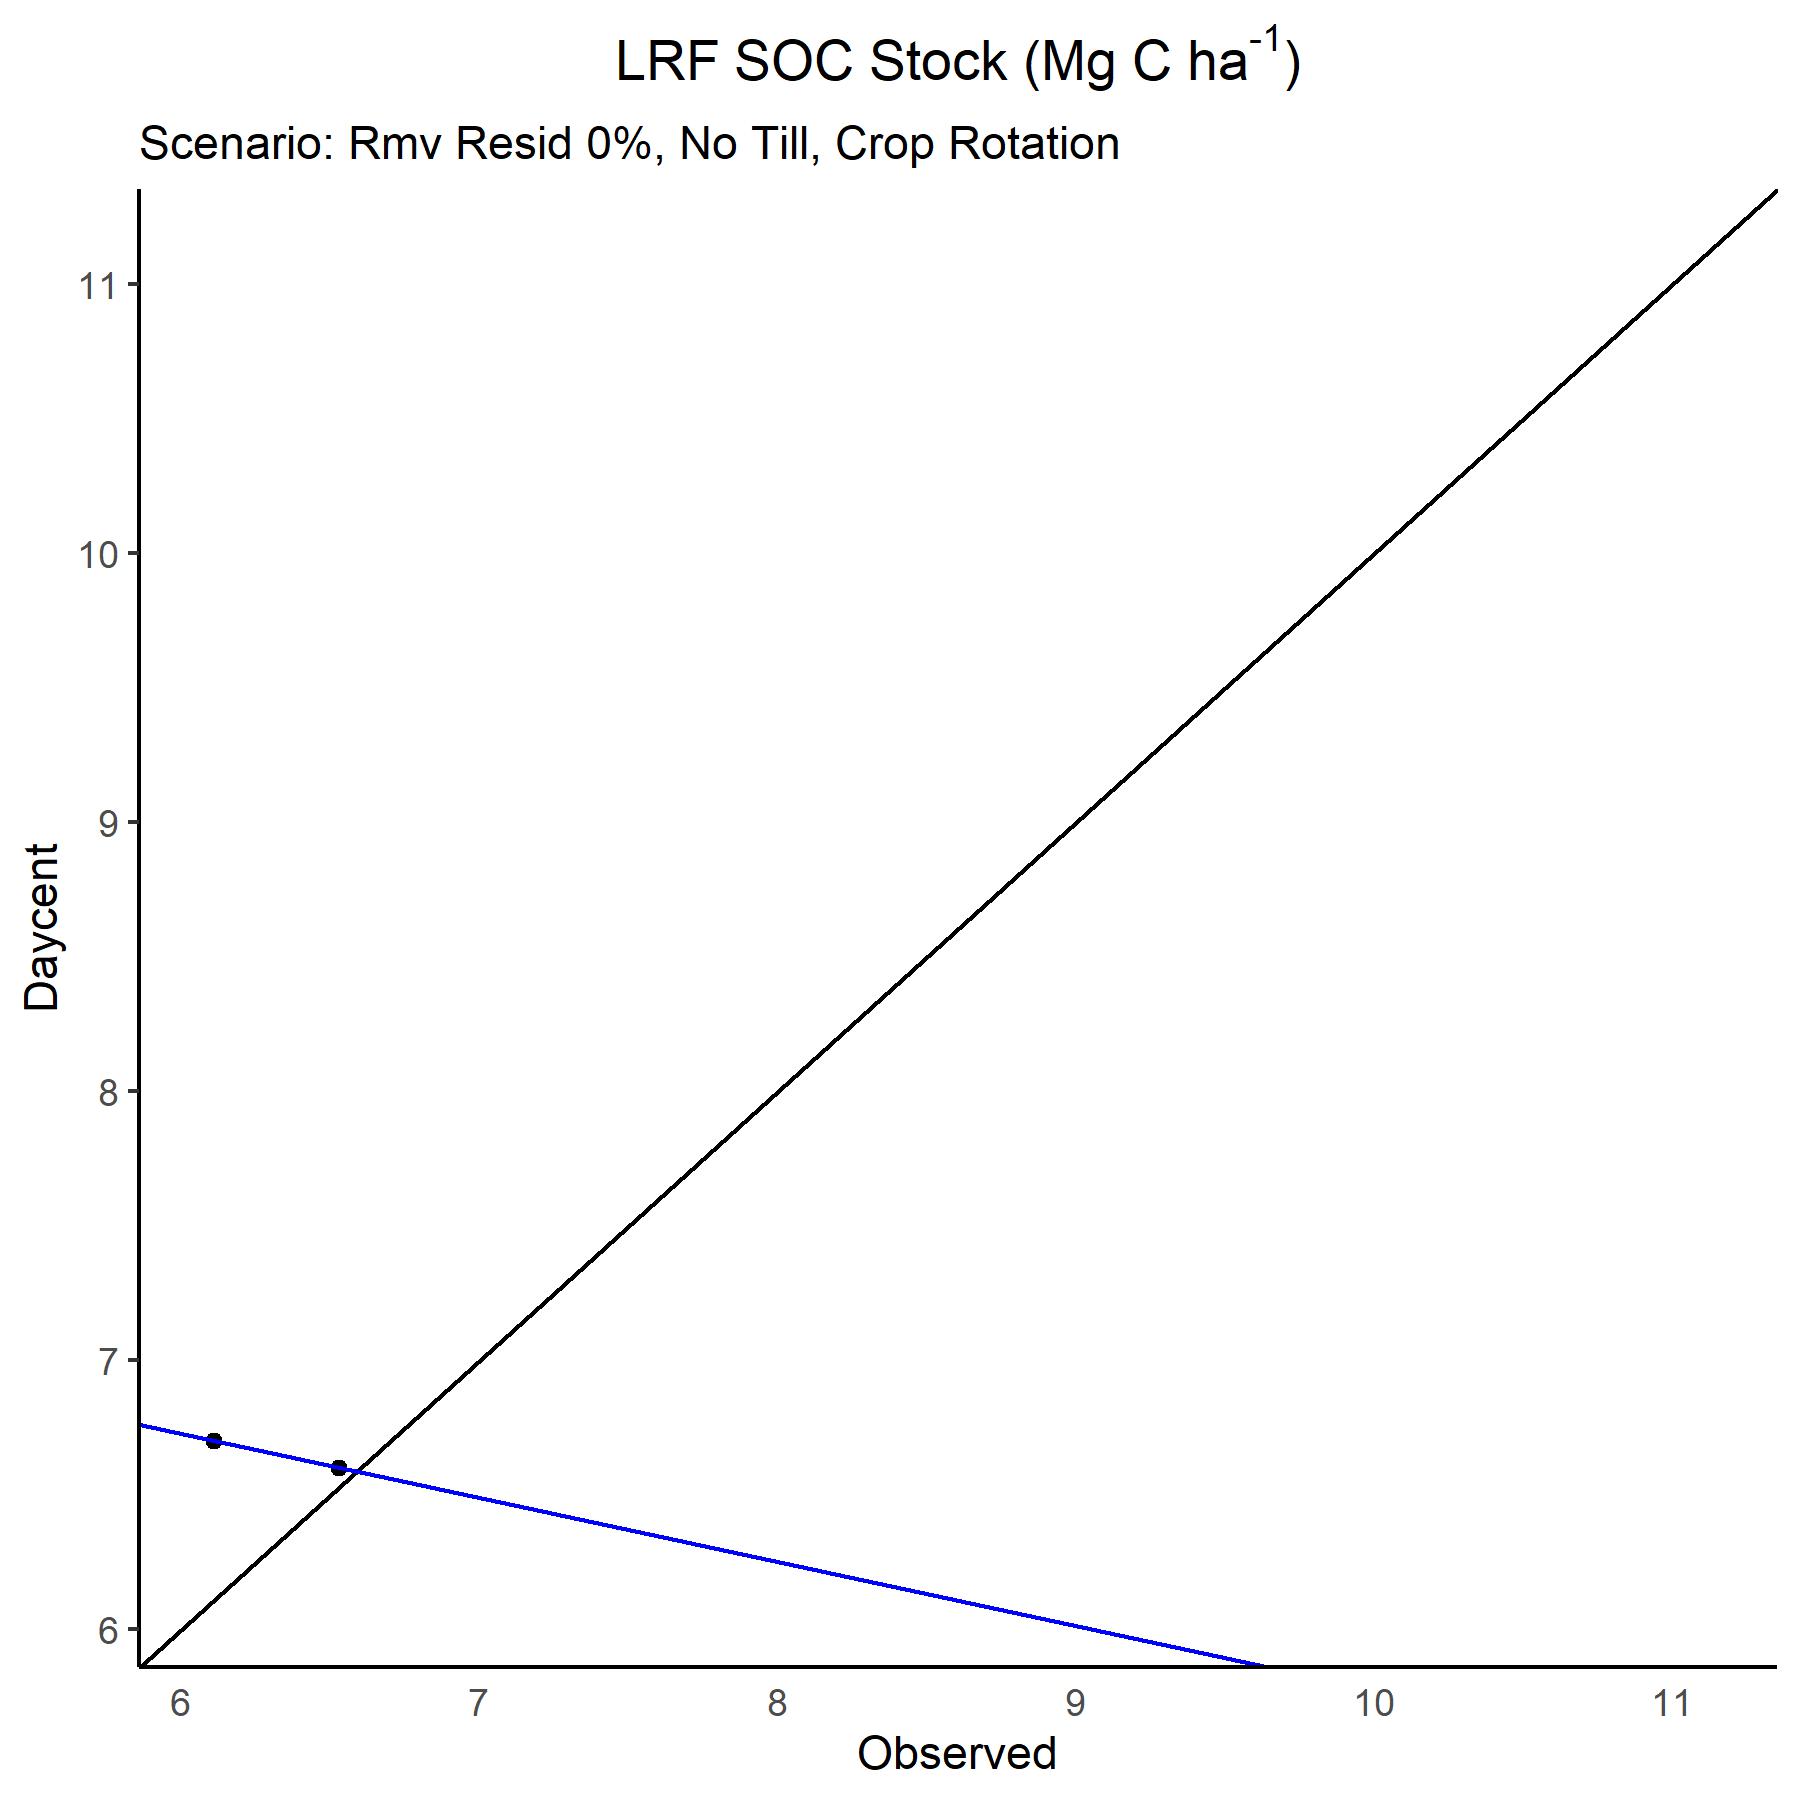 LRF SOC Stock (Mg C ha-1)
Scenario: Rmv Resid 0%, No Till, Crop Rotation
11
10
9
8
7
6
Daycent
6 7 8 9 10 11
Observed